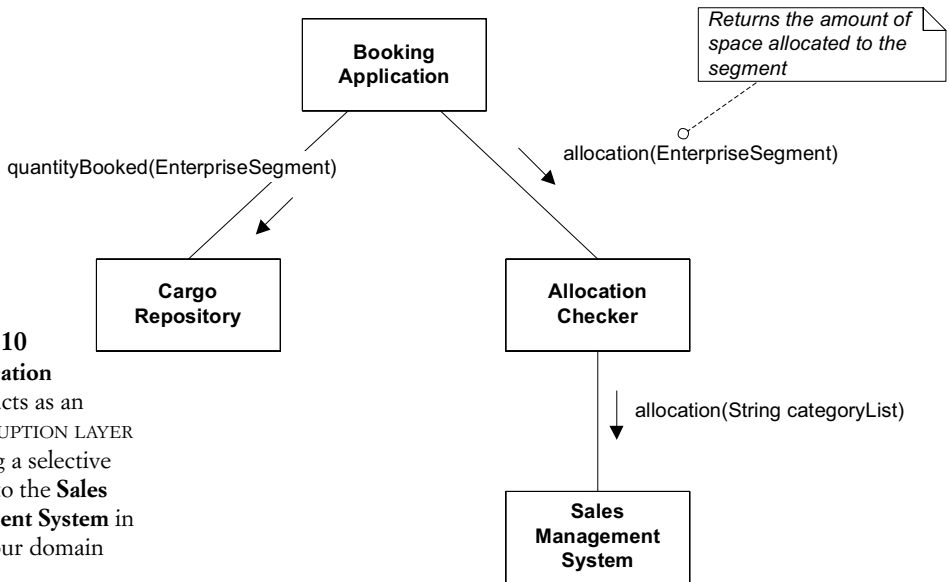 Returns the amount of
space allocated to the
segment
Booking
Application
quantityBooked(EnterpriseSegment)
allocation(EnterpriseSegment)
Cargo
Repository
Allocation
Checker
10
ation
cts as an
UPTION LAYER
g a selective
to the Sales
ent System in
our domain
allocation(String categoryList)
Sales
Management
System